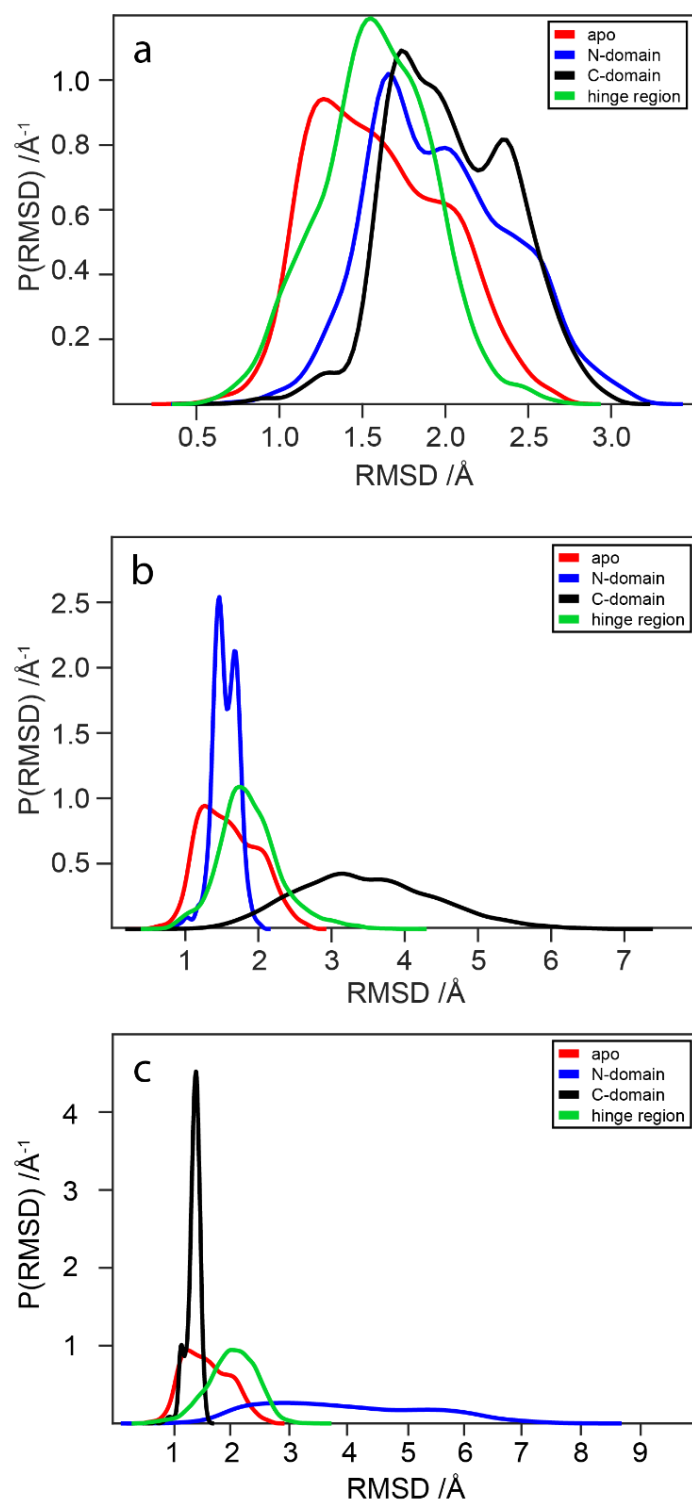 a
apo
N-domain
C-domain
hinge region
P(RMSD) /Å⁻¹
1.0
0.8
0.6
0.4
0.2
0.5 1.0 1.5 2.0 2.5 3.0
RMSD /Å
b
apo
N-domain
C-domain
hinge region
P(RMSD) /Å⁻¹
2.5
2.0
1.5
1.0
0.5
1 2 3 4 5 6 7
RMSD /Å
c
apo
N-domain
C-domain
hinge region
P(RMSD) /Å⁻¹
4
3
2
1
1 2 3 4 5 6 7 8 9
RMSD /Å